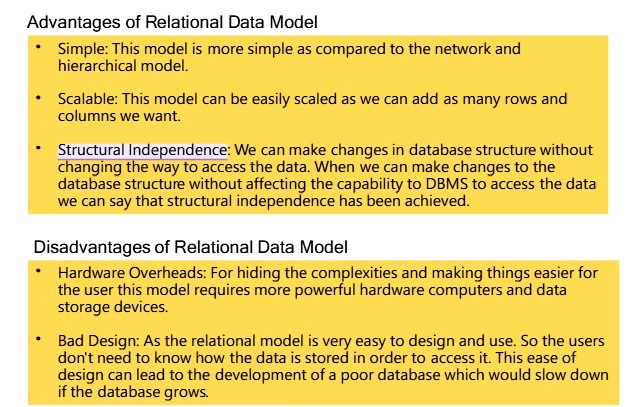 Advantages of Relational Data Model
• Simple: This model is more simple as compared to the network and
hierarchical model.
• Scalable: This model can be easily scaled as we can add as many rows and
columns we want.
• Structural Independence: We can make changes in database structure without
changing the way to access the data. When we can make changes to the
database structure without affecting the capability to DBMS to access the data
we can say that structural independence has been achieved.
Disadvantages of Relational Data Model
• Hardware Overheads: For hiding the complexities and making things easier for
the user this model requires more powerful hardware computers and data
storage devices.
• Bad Design: As the relational model is very easy to design and use. So the users
don't need to know how the data is stored in order to access it. This ease of
design can lead to the development of a poor database which would slow down
if the database grows.